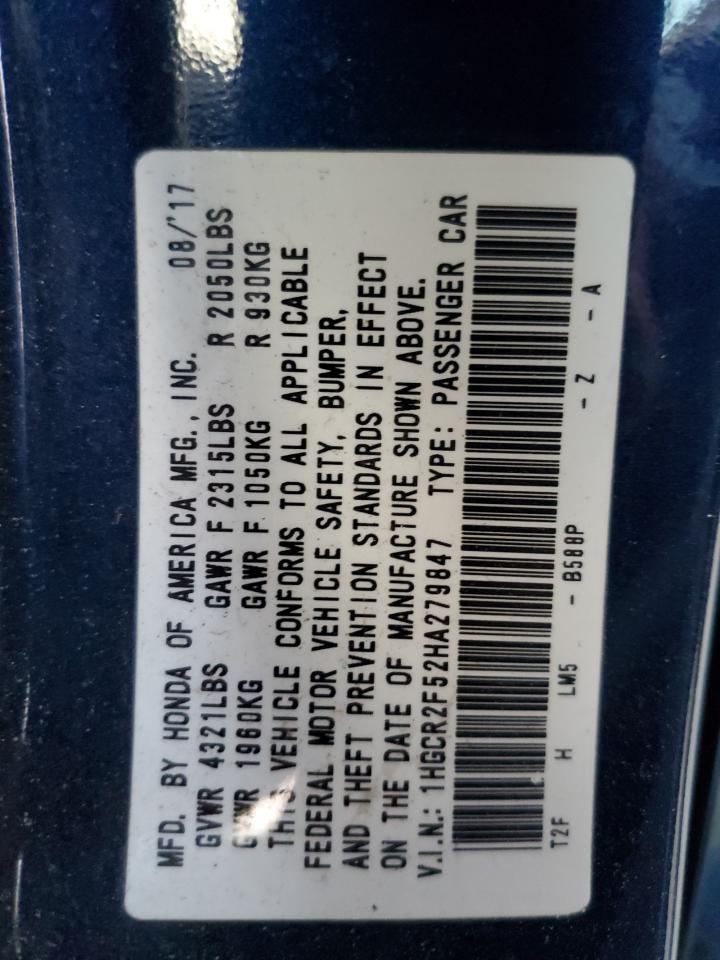 MFD. BY HONDA OF AMERICA MFG., INC. 08/'17
GVWR 4321LBS GAWR F 2315LBS R 2050LBS
GVWR 1960KG GAWR F 1050KG R 930KG
THIS VEHICLE CONFORMS TO ALL APPLICABLE
FEDERAL MOTOR VEHICLE SAFETY, BUMPER,
AND THEFT PREVENTION STANDARDS IN EFFECT
ON THE DATE OF MANUFACTURE SHOWN ABOVE.
V.I.N.: 1HGCR2F52HA279847 TYPE: PASSENGER CAR
T2F H LM5 - B588P - Z - A